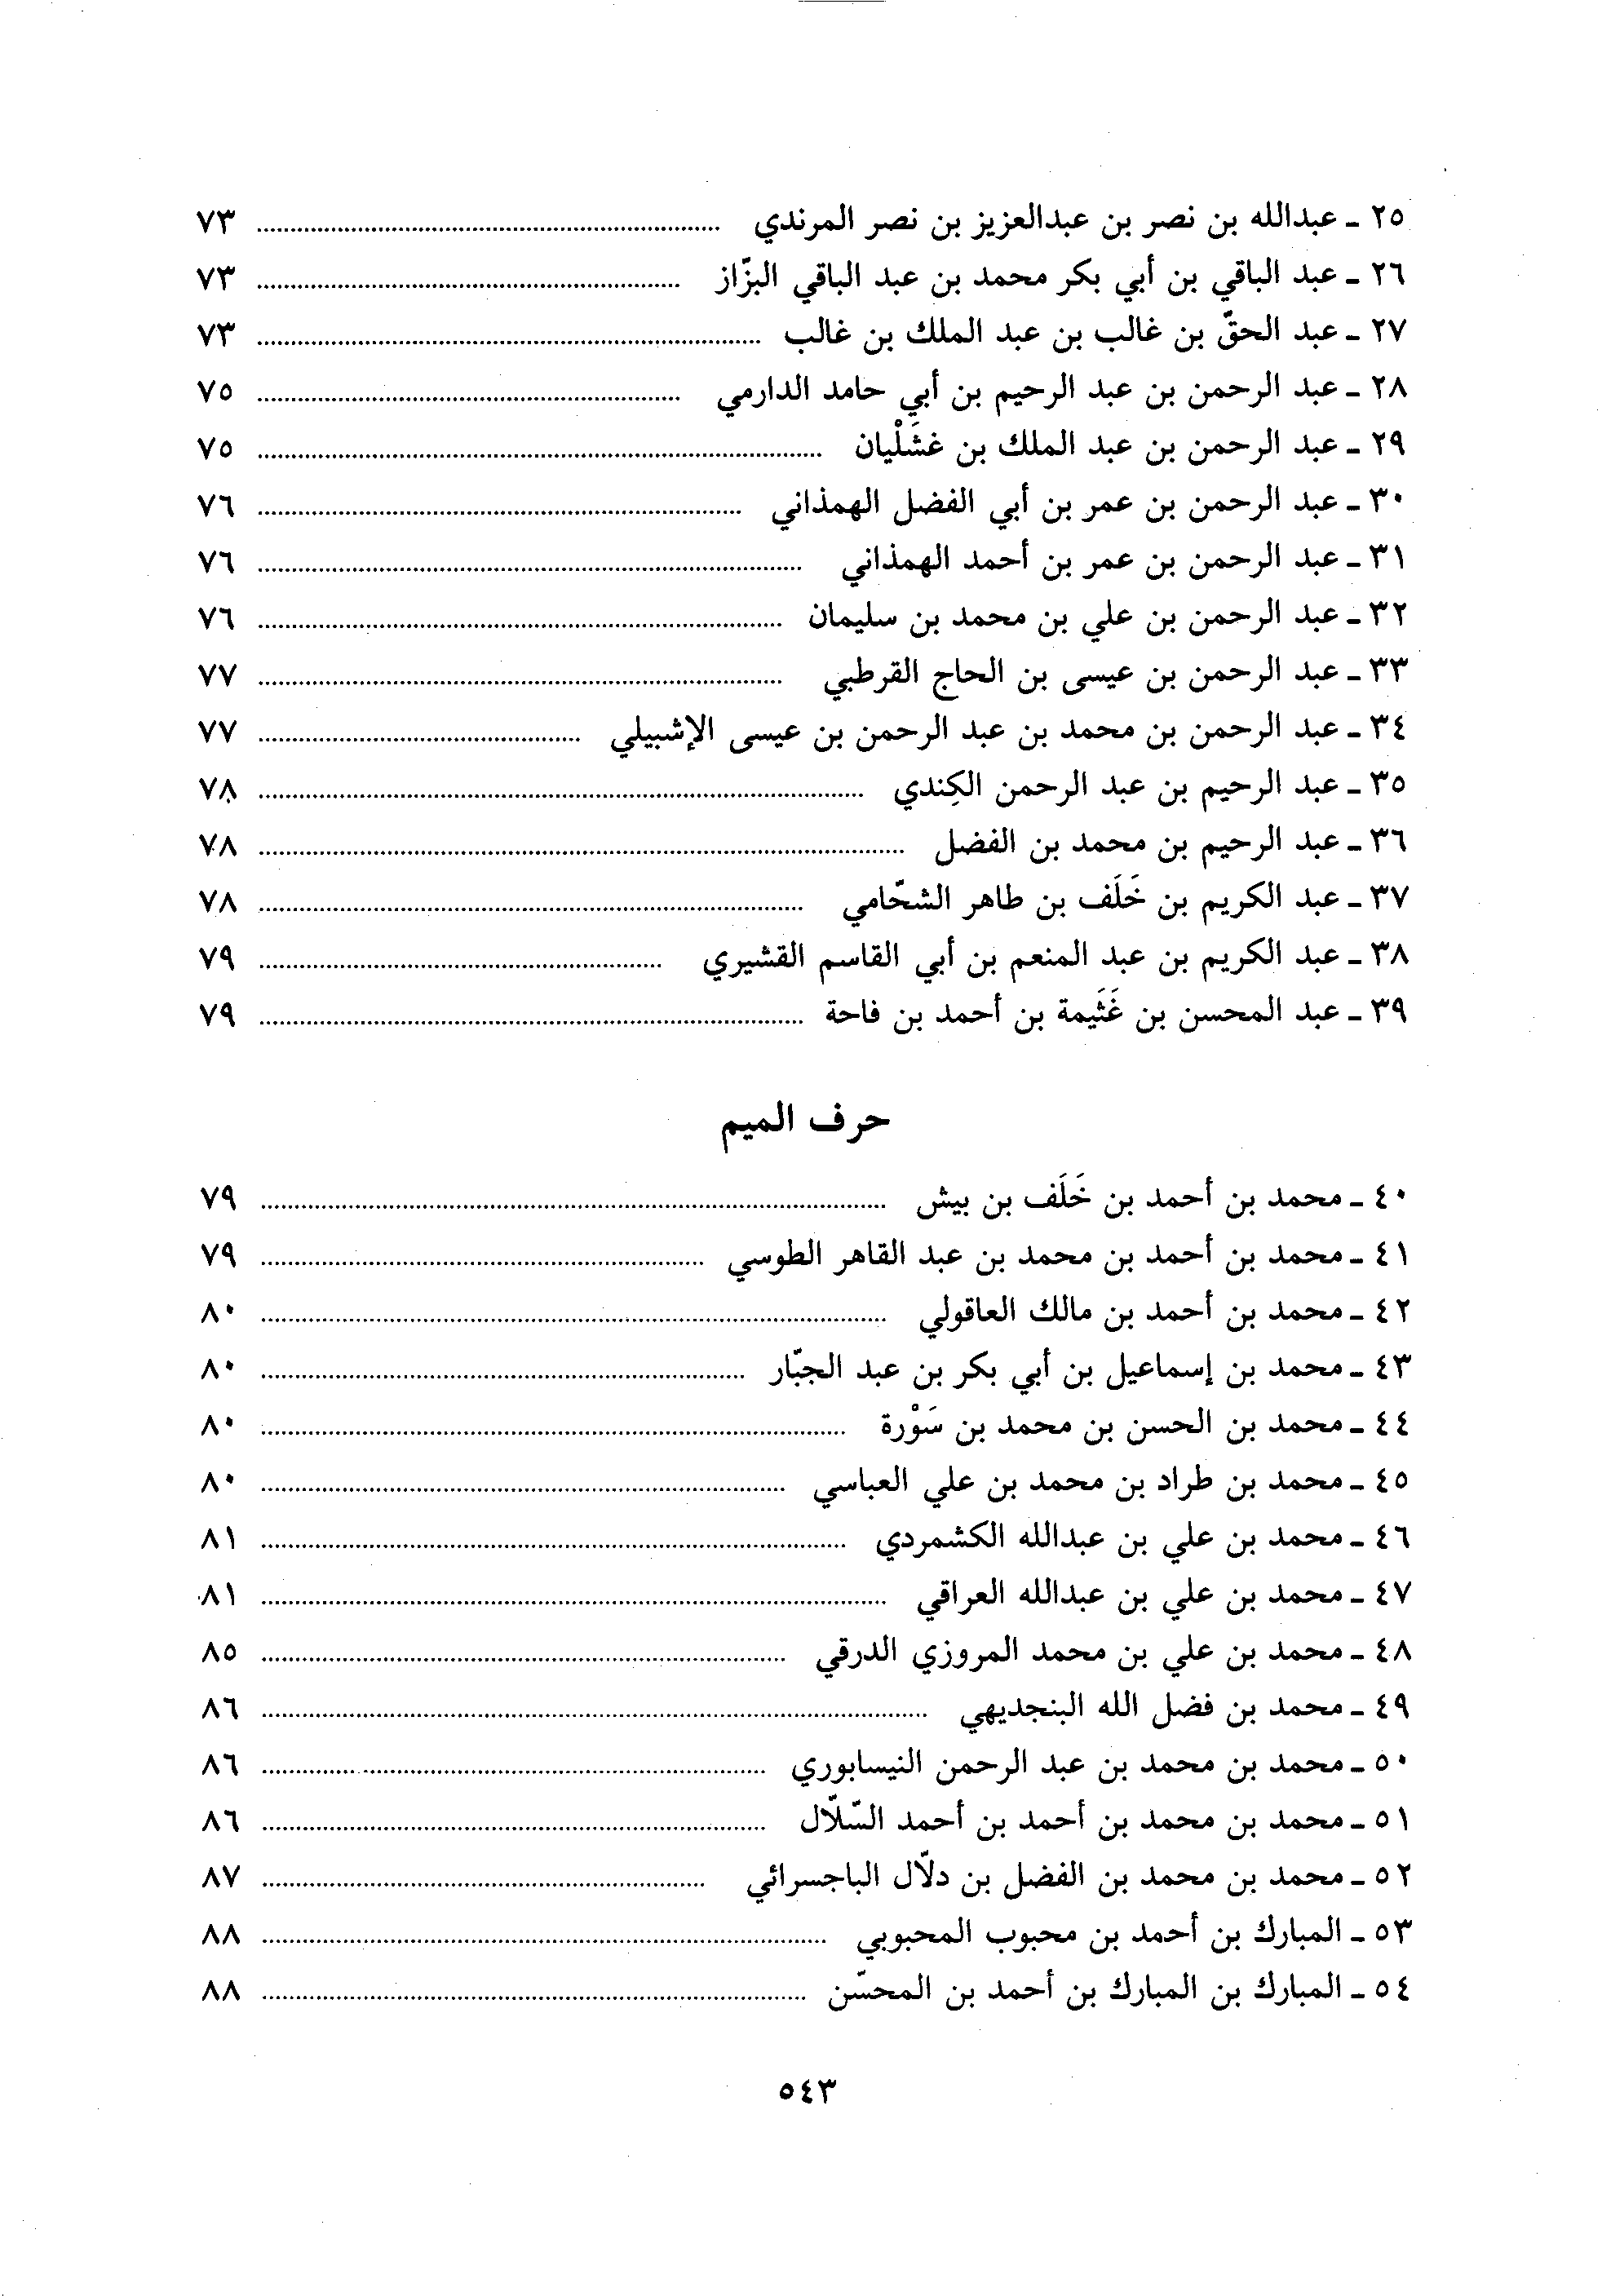 ٢٥ ـ عبدالله بن نصر بن عبدالعزيز بن نصر المرندي ........ ٧٣
٢٦ ـ عبد الباقي بن أبي بكر محمد بن عبد الباقي البزّاز ........ ٧٣
٢٧ ـ عبد الحقّ بن غالب بن عبد الملك بن غالب ........ ٧٣
٢٨ ـ عبد الرحمن بن عبد الرحيم بن أبي حامد الدارمي ........ ٧٥
٢٩ ـ عبد الرحمن بن عبد الملك بن غشَلْيان ........ ٧٥
٣٠ ـ عبد الرحمن بن عمر بن أبي الفضل الهمذاني ........ ٧٦
٣١ ـ عبد الرحمن بن عمر بن أحمد الهمذاني ........ ٧٦
٣٢ ـ عبد الرحمن بن علي بن محمد بن سليمان ........ ٧٦
٣٣ ـ عبد الرحمن بن عيسى بن الحاج القرطبي ........ ٧٧
٣٤ ـ عبد الرحمن بن محمد بن عبد الرحمن بن عيسى الإشبيلي ........ ٧٧
٣٥ ـ عبد الرحيم بن عبد الرحمن الكِندي ........ ٧٨
٣٦ ـ عبد الرحيم بن محمد بن الفضل ........ ٧٨
٣٧ ـ عبد الكريم بن خَلَف بن طاهر الشحّامي ........ ٧٨
٣٨ ـ عبد الكريم بن عبد المنعم بن أبي القاسم القشيري ........ ٧٩
٣٩ ـ عبد المحسن بن غَثَيمة بن أحمد بن فاحة ........ ٧٩
حرف الميم
٤٠ ـ محمد بن أحمد بن خَلَف بن بيش ........ ٧٩
٤١ ـ محمد بن أحمد بن محمد بن عبد القاهر الطوسي ........ ٧٩
٤٢ ـ محمد بن أحمد بن مالك العاقولي ........ ٨٠
٤٣ ـ محمد بن إسماعيل بن أبي بكر بن عبد الجبّار ........ ٨٠
٤٤ ـ محمد بن الحسن بن محمد بن سَوْرة ........ ٨٠
٤٥ ـ محمد بن طراد بن محمد بن علي العباسي ........ ٨٠
٤٦ ـ محمد بن علي بن عبدالله الكشمردي ........ ٨١
٤٧ ـ محمد بن علي بن عبدالله العراقي ........ ٨١
٤٨ ـ محمد بن علي بن محمد المروزي الدرقي ........ ٨٥
٤٩ ـ محمد بن فضل الله البنجديهي ........ ٨٦
٥٠ ـ محمد بن محمد بن عبد الرحمن النيسابوري ........ ٨٦
٥١ ـ محمد بن محمد بن أحمد بن أحمد السّلّال ........ ٨٦
٥٢ ـ محمد بن محمد بن الفضل بن دلّال الباجسرائي ........ ٨٧
٥٣ ـ المبارك بن أحمد بن محبوب المحبوبي ........ ٨٨
٥٤ ـ المبارك بن المبارك بن أحمد بن المحسّن ........ ٨٨
٥٤٣